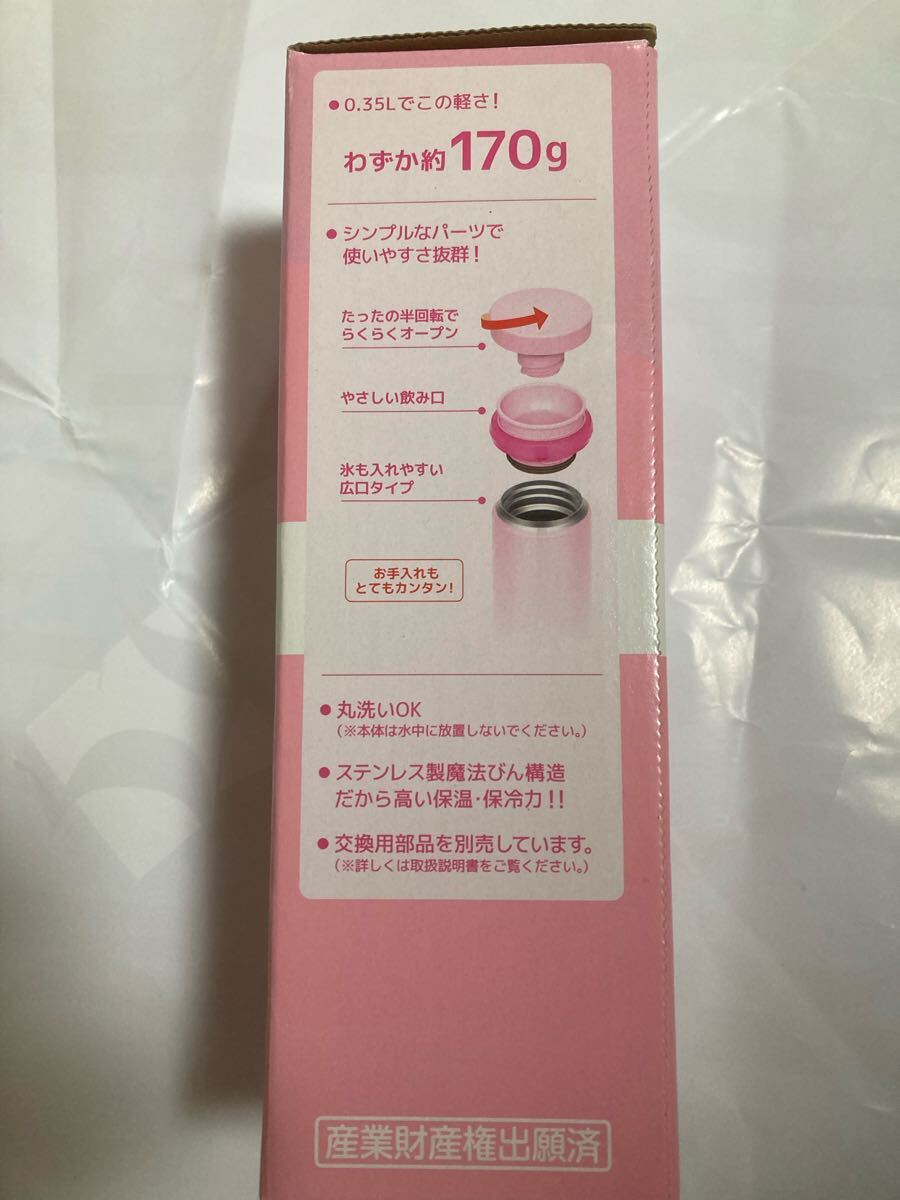 ●0.35Lでこの軽さ!
わずか約170g
●シンプルなパーツで
使いやすさ抜群!
たったの半回転で
らくらくオープン
やさしい飲み口
氷も入れやすい
広口タイプ
お手入れも
とてもカンタン!
●丸洗いOK
(※本体は水中に放置しないでください。)
●ステンレス製魔法びん構造
だから高い保温・保冷力!!
●交換用部品を別売しています。
(※詳しくは取扱説明書をご覧ください。)
産業財産権出願済